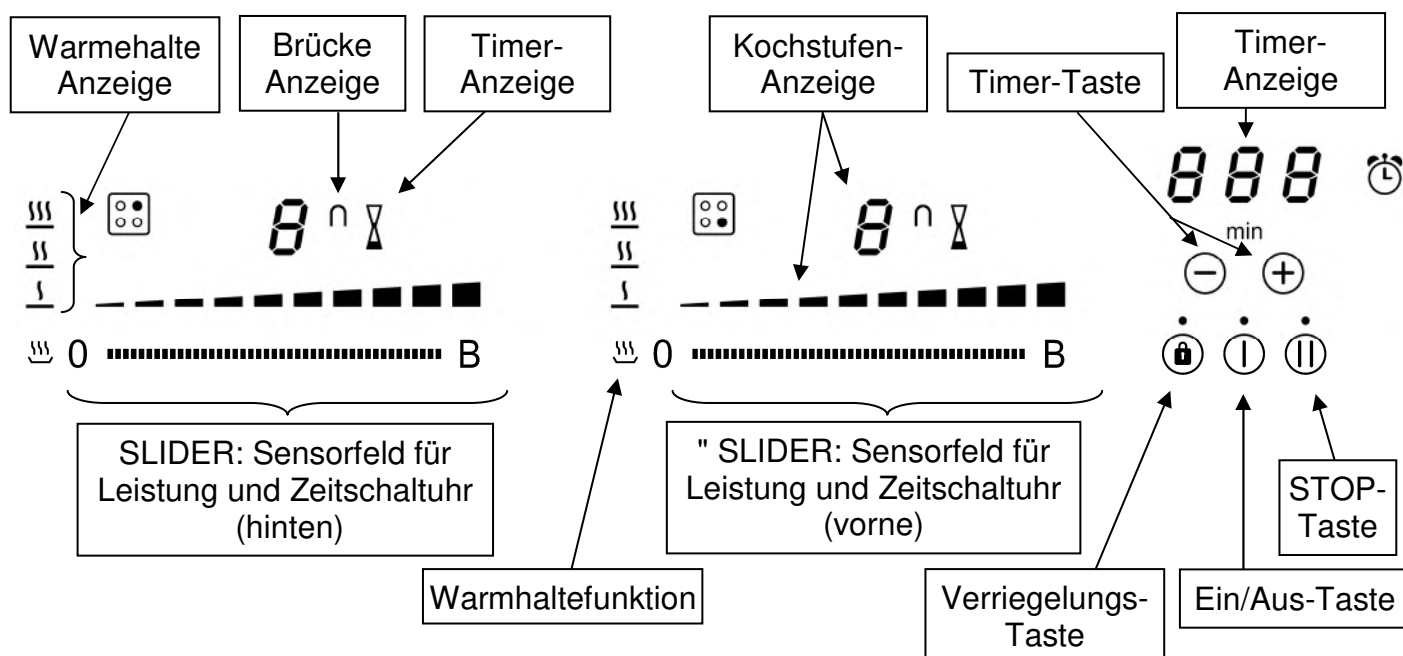 Warmehalte
Anzeige
Brücke
Anzeige
Timer-
Anzeige
Kochstufen-
Anzeige
Timer-Taste
Timer-
Anzeige
8
8
888
min
0 B
0 B
SLIDER: Sensorfeld für
Leistung und Zeitschaltuhr
(hinten)
" SLIDER: Sensorfeld für
Leistung und Zeitschaltuhr
(vorne)
STOP-
Taste
Warmhaltefunktion
Verriegelungs-
Taste
Ein/Aus-Taste